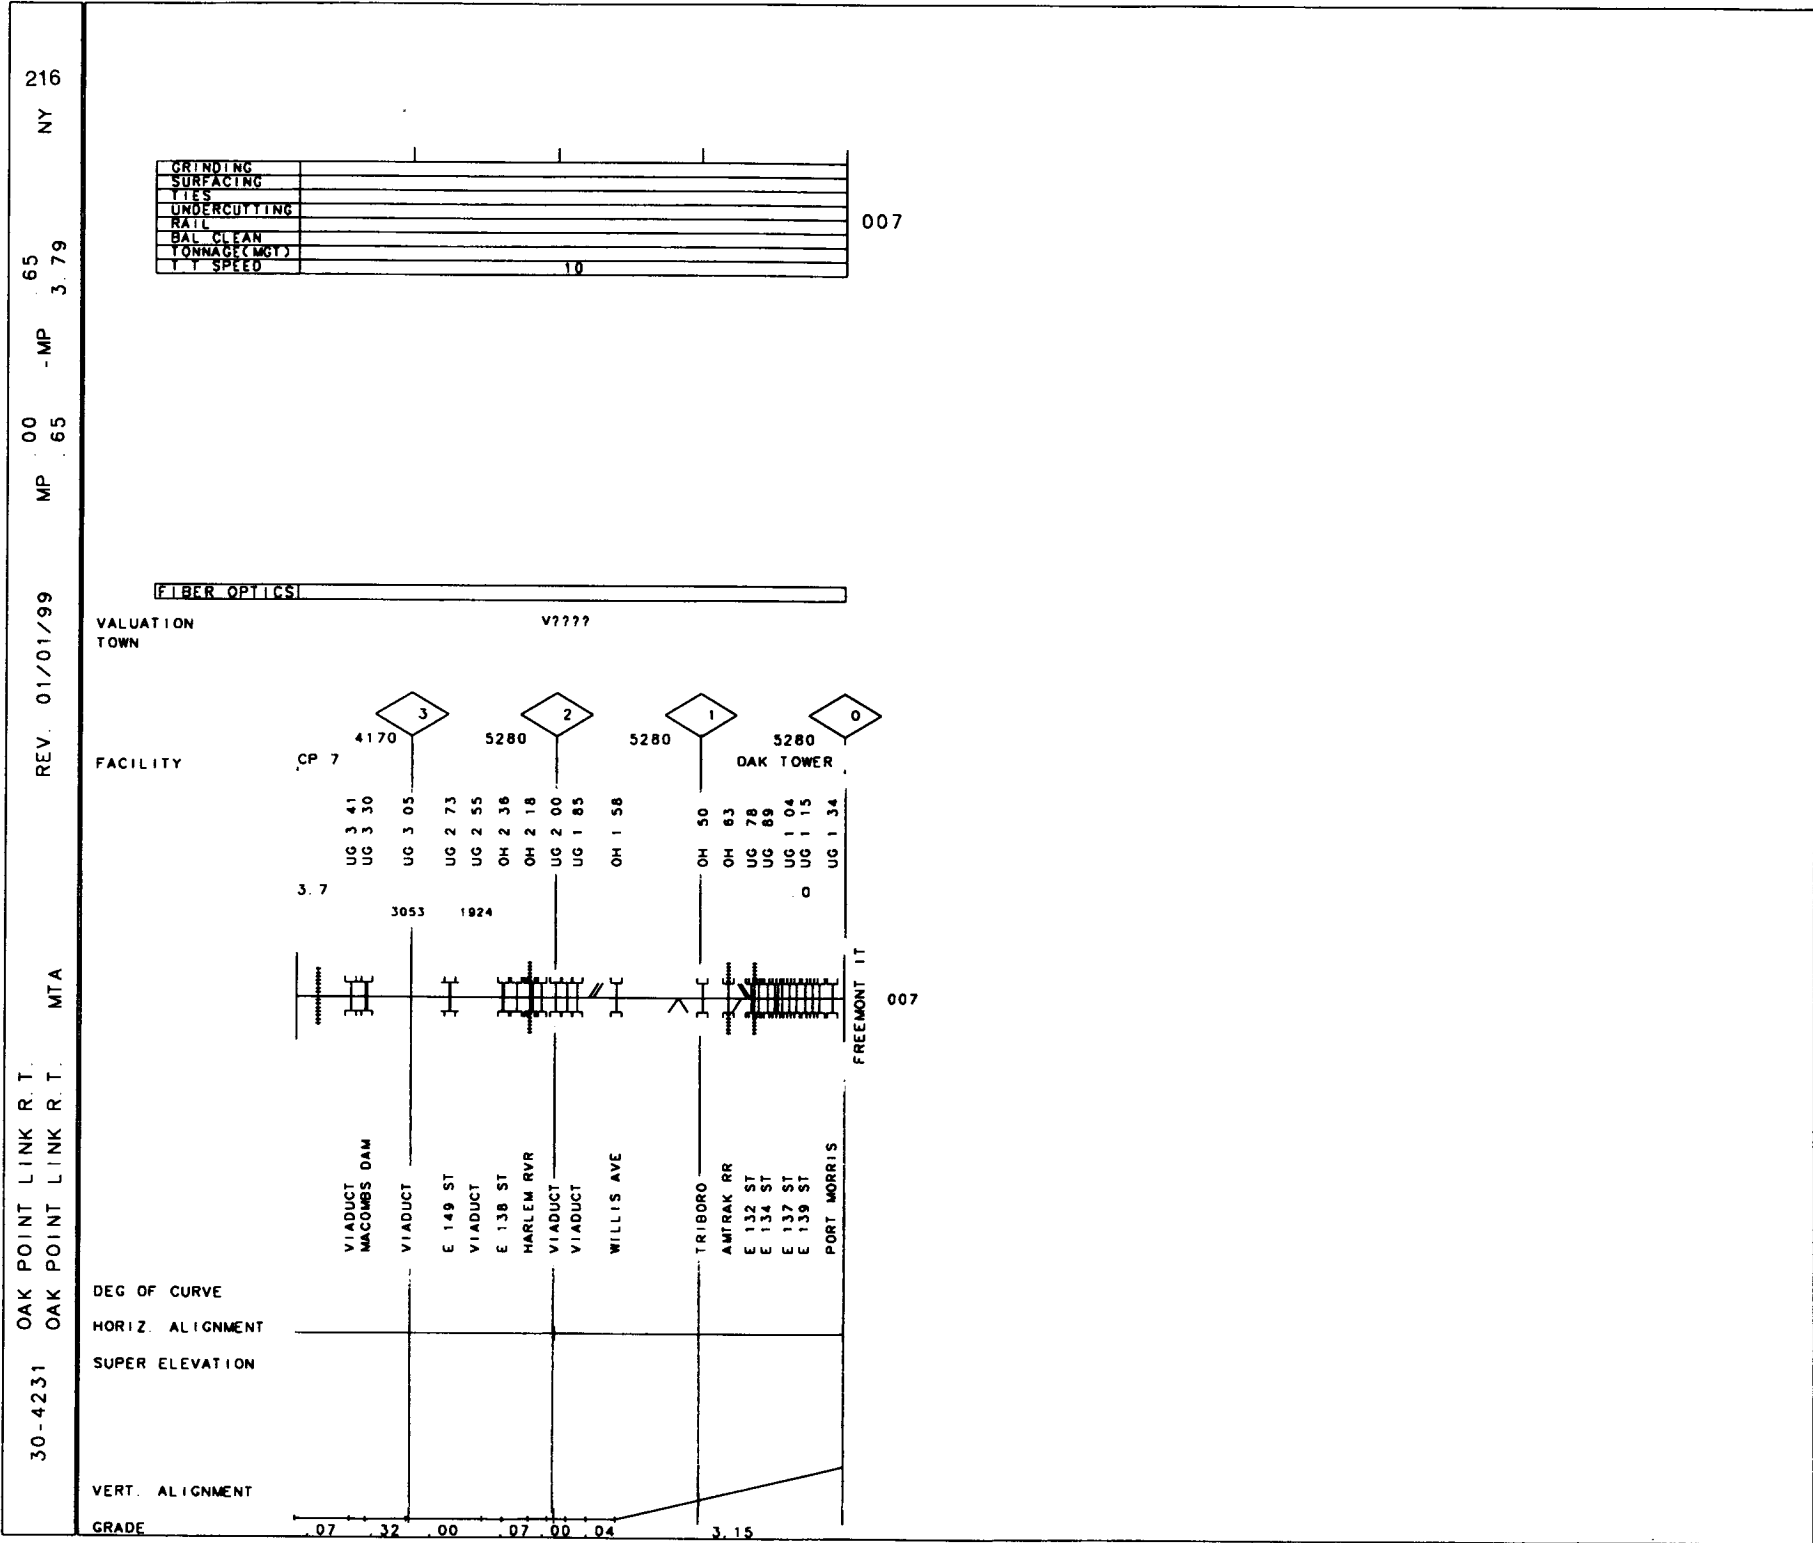 216
NY
.65
3.79
-MP
.00
.65
MP
REV. 01/01/99
MTA
OAK POINT LINK R.T.
OAK POINT LINK R.T.
30-4231
GRINDING
SURFACING
TIES
UNDERCUTTING
RAIL
BAL CLEAN
TONNAGE(MGT)
T T SPEED 10
007
FIBER OPTICS
VALUATION V????
TOWN
3 2 1 0
4170 5280 5280 5280
FACILITY CP 7 OAK TOWER
UG 3 41
UG 3 30
UG 3 05
UG 2 73
UG 2 55
OH 2 36
OH 2 18
UG 2 00
UG 1 85
OH 1 58
OH 50
OH 63
UG 78
UG 89
UG 1 04
UG 1 15
UG 1 34
3.7 .0
3053 1924
FREEMONT IT
007
VIADUCT
MACOMBS DAM
VIADUCT
E 149 ST
VIADUCT
E 138 ST
HARLEM RVR
VIADUCT
VIADUCT
WILLIS AVE
TRIBORO
AMTRAK RR
E 132 ST
E 134 ST
E 137 ST
E 139 ST
PORT MORRIS
DEG OF CURVE
HORIZ. ALIGNMENT
SUPER ELEVATION
VERT. ALIGNMENT
GRADE .07 .32 .00 .07 .00 .04 3.15